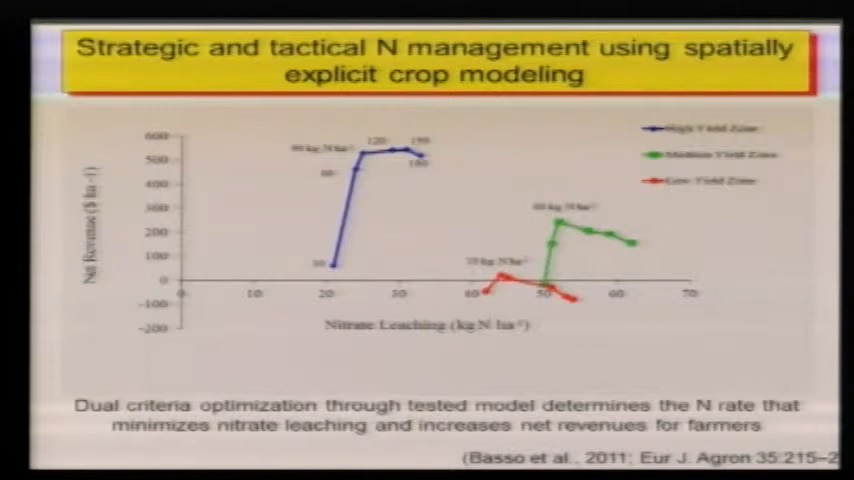 Strategic and tactical N management using spatially
explicit crop modeling
600
500
400
300
200
100
0
-100
-200
Net Revenue ($ ha -1)
120
60
180
High Yield Zone
Medium Yield Zone
Low Yield Zone
0
10
20
30
40
50
60
70
Nitrate Leaching (kg N ha⁻¹)
Dual criteria optimization through tested model determines the N rate that
minimizes nitrate leaching and increases net revenues for farmers
(Basso et al., 2011; Eur J. Agron 35:215–2